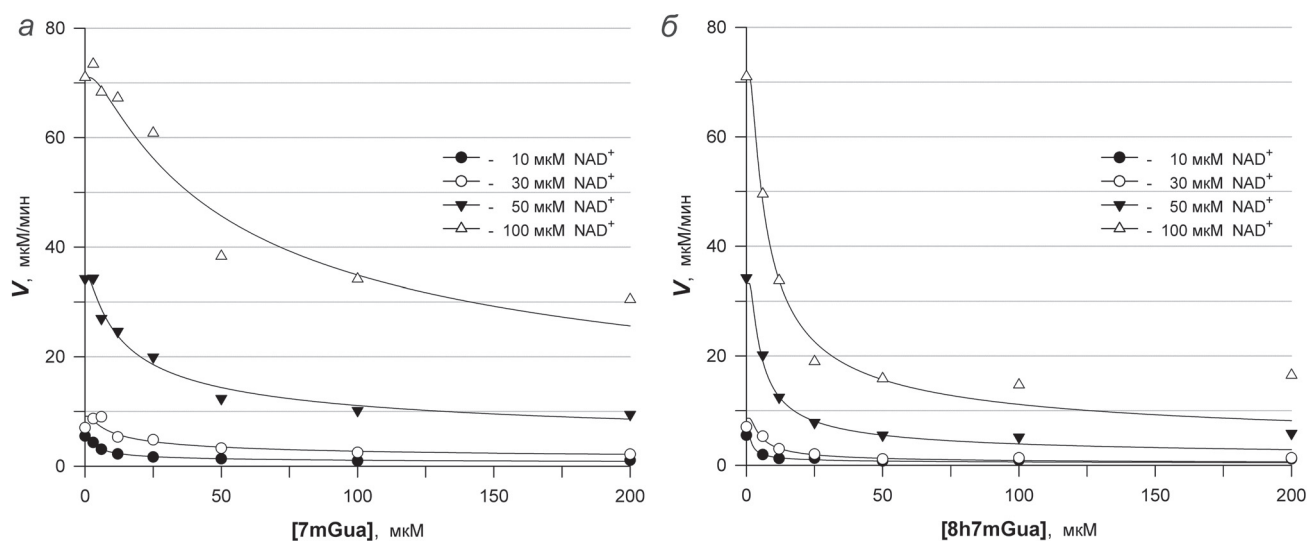 а
80
60
40
20
0
V, мкМ/мин
- 10 мкМ NAD⁺
- 30 мкМ NAD⁺
- 50 мкМ NAD⁺
- 100 мкМ NAD⁺
0 50 100 150 200
[7mGua], мкМ
б
80
60
40
20
0
V, мкМ/мин
- 10 мкМ NAD⁺
- 30 мкМ NAD⁺
- 50 мкМ NAD⁺
- 100 мкМ NAD⁺
0 50 100 150 200
[8h7mGua], мкМ